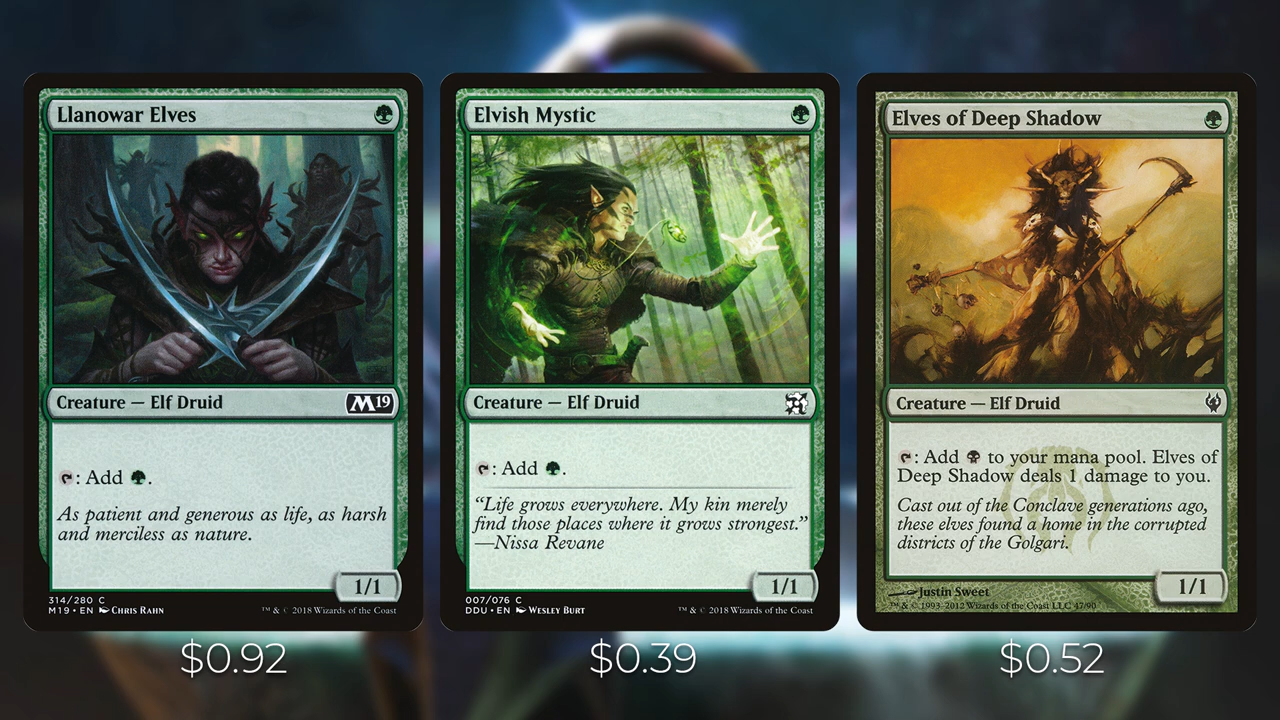 Llanowar Elves
Creature — Elf Druid
M19
: Add .
As patient and generous as life, as harsh
and merciless as nature.
1/1
314/280 C
M19 • EN Chris Rahn
™ & © 2018 Wizards of the Coast
$0.92
Elvish Mystic
Creature — Elf Druid
: Add .
“Life grows everywhere. My kin merely
find those places where it grows strongest.”
—Nissa Revane
1/1
007/076 C
DDU • EN Wesley Burt
™ & © 2018 Wizards of the Coast
$0.39
Elves of Deep Shadow
Creature — Elf Druid
: Add to your mana pool. Elves of
Deep Shadow deals 1 damage to you.
Cast out of the Conclave generations ago,
these elves found a home in the corrupted
districts of the Golgari.
1/1
Justin Sweet
™ & © 1993–2012 Wizards of the Coast LLC 47/90
$0.52